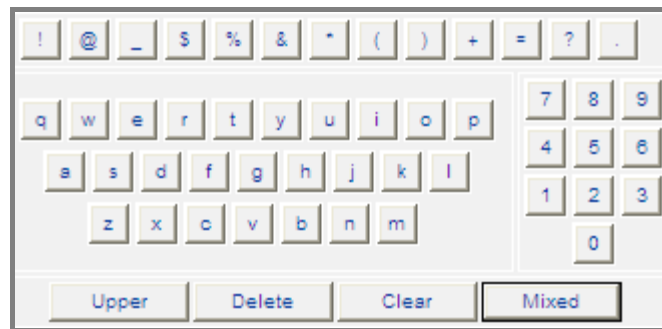 ! @ _ $ % & * ( ) + = ? .
q w e r t y u i o p
a s d f g h j k l
z x c v b n m
7 8 9
4 5 6
1 2 3
0
Upper Delete Clear Mixed